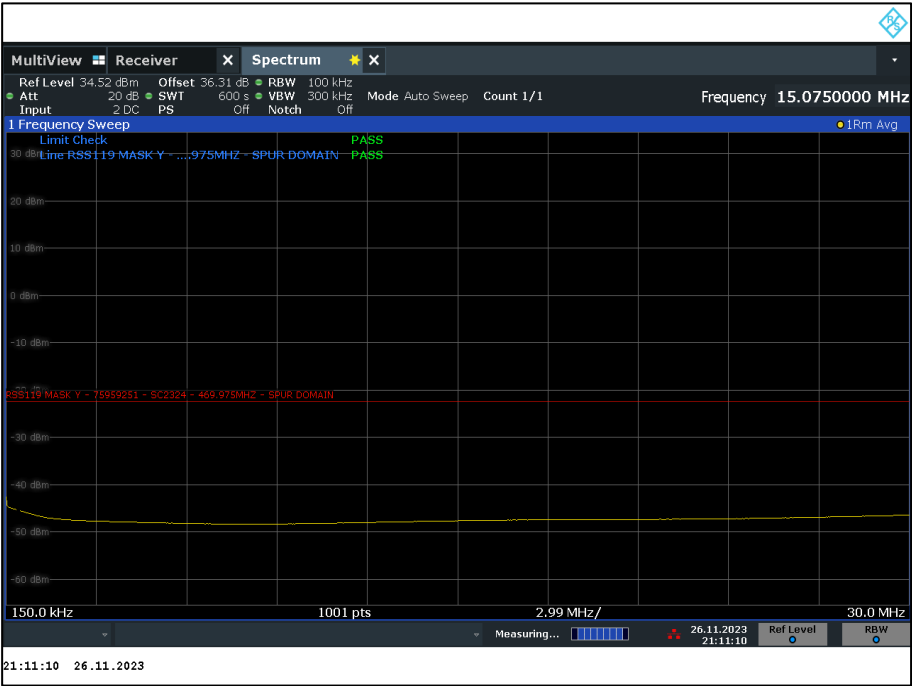 R S
MultiView Receiver X Spectrum X
Ref Level 34.52 dBm Offset 36.31 dB RBW 100 kHz
Att 20 dB SWT 600 s VBW 300 kHz Mode Auto Sweep Count 1/1 Frequency 15.0750000 MHz
Input 2 DC PS Off Notch Off
1 Frequency Sweep 1Rm Avg
Limit Check PASS
30 dBm Line RSS119 MASK Y - ....975MHZ - SPUR DOMAIN PASS
20 dBm
10 dBm
0 dBm
-10 dBm
-20 dBm
RSS119 MASK Y - 75959251 - SC2324 - 469.975MHZ - SPUR DOMAIN
-30 dBm
-40 dBm
-50 dBm
-60 dBm
150.0 kHz 1001 pts 2.99 MHz/ 30.0 MHz
Measuring... 26.11.2023 Ref Level RBW
21:11:10
21:11:10 26.11.2023